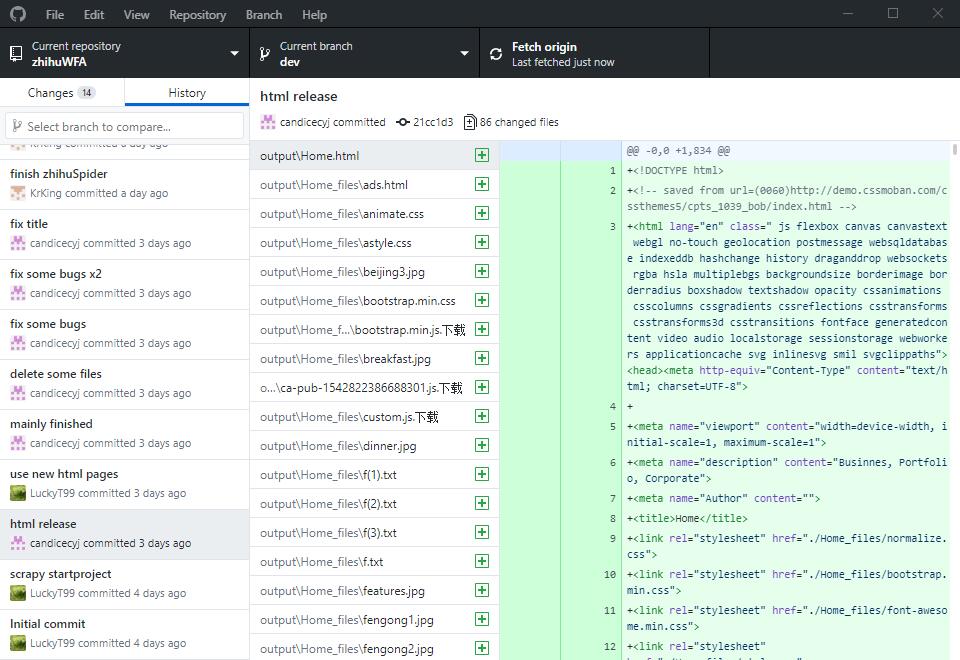 File Edit View Repository Branch Help
Current repository
zhihuWFA
Current branch
dev
Fetch origin
Last fetched just now
Changes 14
History
Select branch to compare...
KrKing committed a day ago
finish zhihuSpider
KrKing committed a day ago
fix title
candicecyj committed 3 days ago
fix some bugs x2
candicecyj committed 3 days ago
fix some bugs
candicecyj committed 3 days ago
delete some files
candicecyj committed 3 days ago
mainly finished
candicecyj committed 3 days ago
use new html pages
LuckyT99 committed 3 days ago
html release
candicecyj committed 3 days ago
scrapy startproject
LuckyT99 committed 4 days ago
Initial commit
LuckyT99 committed 4 days ago
html release
candicecyj committed 21cc1d3 86 changed files
output\Home.html
output\Home_files\ads.html
output\Home_files\animate.css
output\Home_files\astyle.css
output\Home_files\beijing3.jpg
output\Home_files\bootstrap.min.css
output\Home_f...\bootstrap.min.js.下载
output\Home_files\breakfast.jpg
o...\ca-pub-1542822386688301.js.下载
output\Home_files\custom.js.下载
output\Home_files\dinner.jpg
output\Home_files\f(1).txt
output\Home_files\f(2).txt
output\Home_files\f(3).txt
output\Home_files\f.txt
output\Home_files\features.jpg
output\Home_files\fengong1.jpg
output\Home_files\fengong2.jpg
@@ -0,0 +1,834 @@
1 +<!DOCTYPE html>
2 +<!-- saved from url=(0060)http://demo.cssmoban.com/c
ssthemes5/cpts_1039_bob/index.html -->
3 +<html lang="en" class=" js flexbox canvas canvastext
webgl no-touch geolocation postmessage websqldatabas
e indexeddb hashchange history draganddrop websockets
rgba hsla multiplebgs backgroundsize borderimage bor
derradius boxshadow textshadow opacity cssanimations
csscolumns cssgradients cssreflections csstransforms
csstransforms3d csstransitions fontface generatedcon
tent video audio localstorage sessionstorage webworke
rs applicationcache svg inlinesvg smil svgclippaths">
<head><meta http-equiv="Content-Type" content="text/h
tml; charset=UTF-8">
4 +
5 +<meta name="viewport" content="width=device-width, i
nitial-scale=1, maximum-scale=1">
6 +<meta name="description" content="Businnes, Portfoli
o, Corporate">
7 +<meta name="Author" content="">
8 +<title>Home</title>
9 +<link rel="stylesheet" href="./Home_files/normalize.
css">
10 +<link rel="stylesheet" href="./Home_files/bootstrap.
min.css">
11 +<link rel="stylesheet" href="./Home_files/font-aweso
me.min.css">
12 +<link rel="stylesheet"